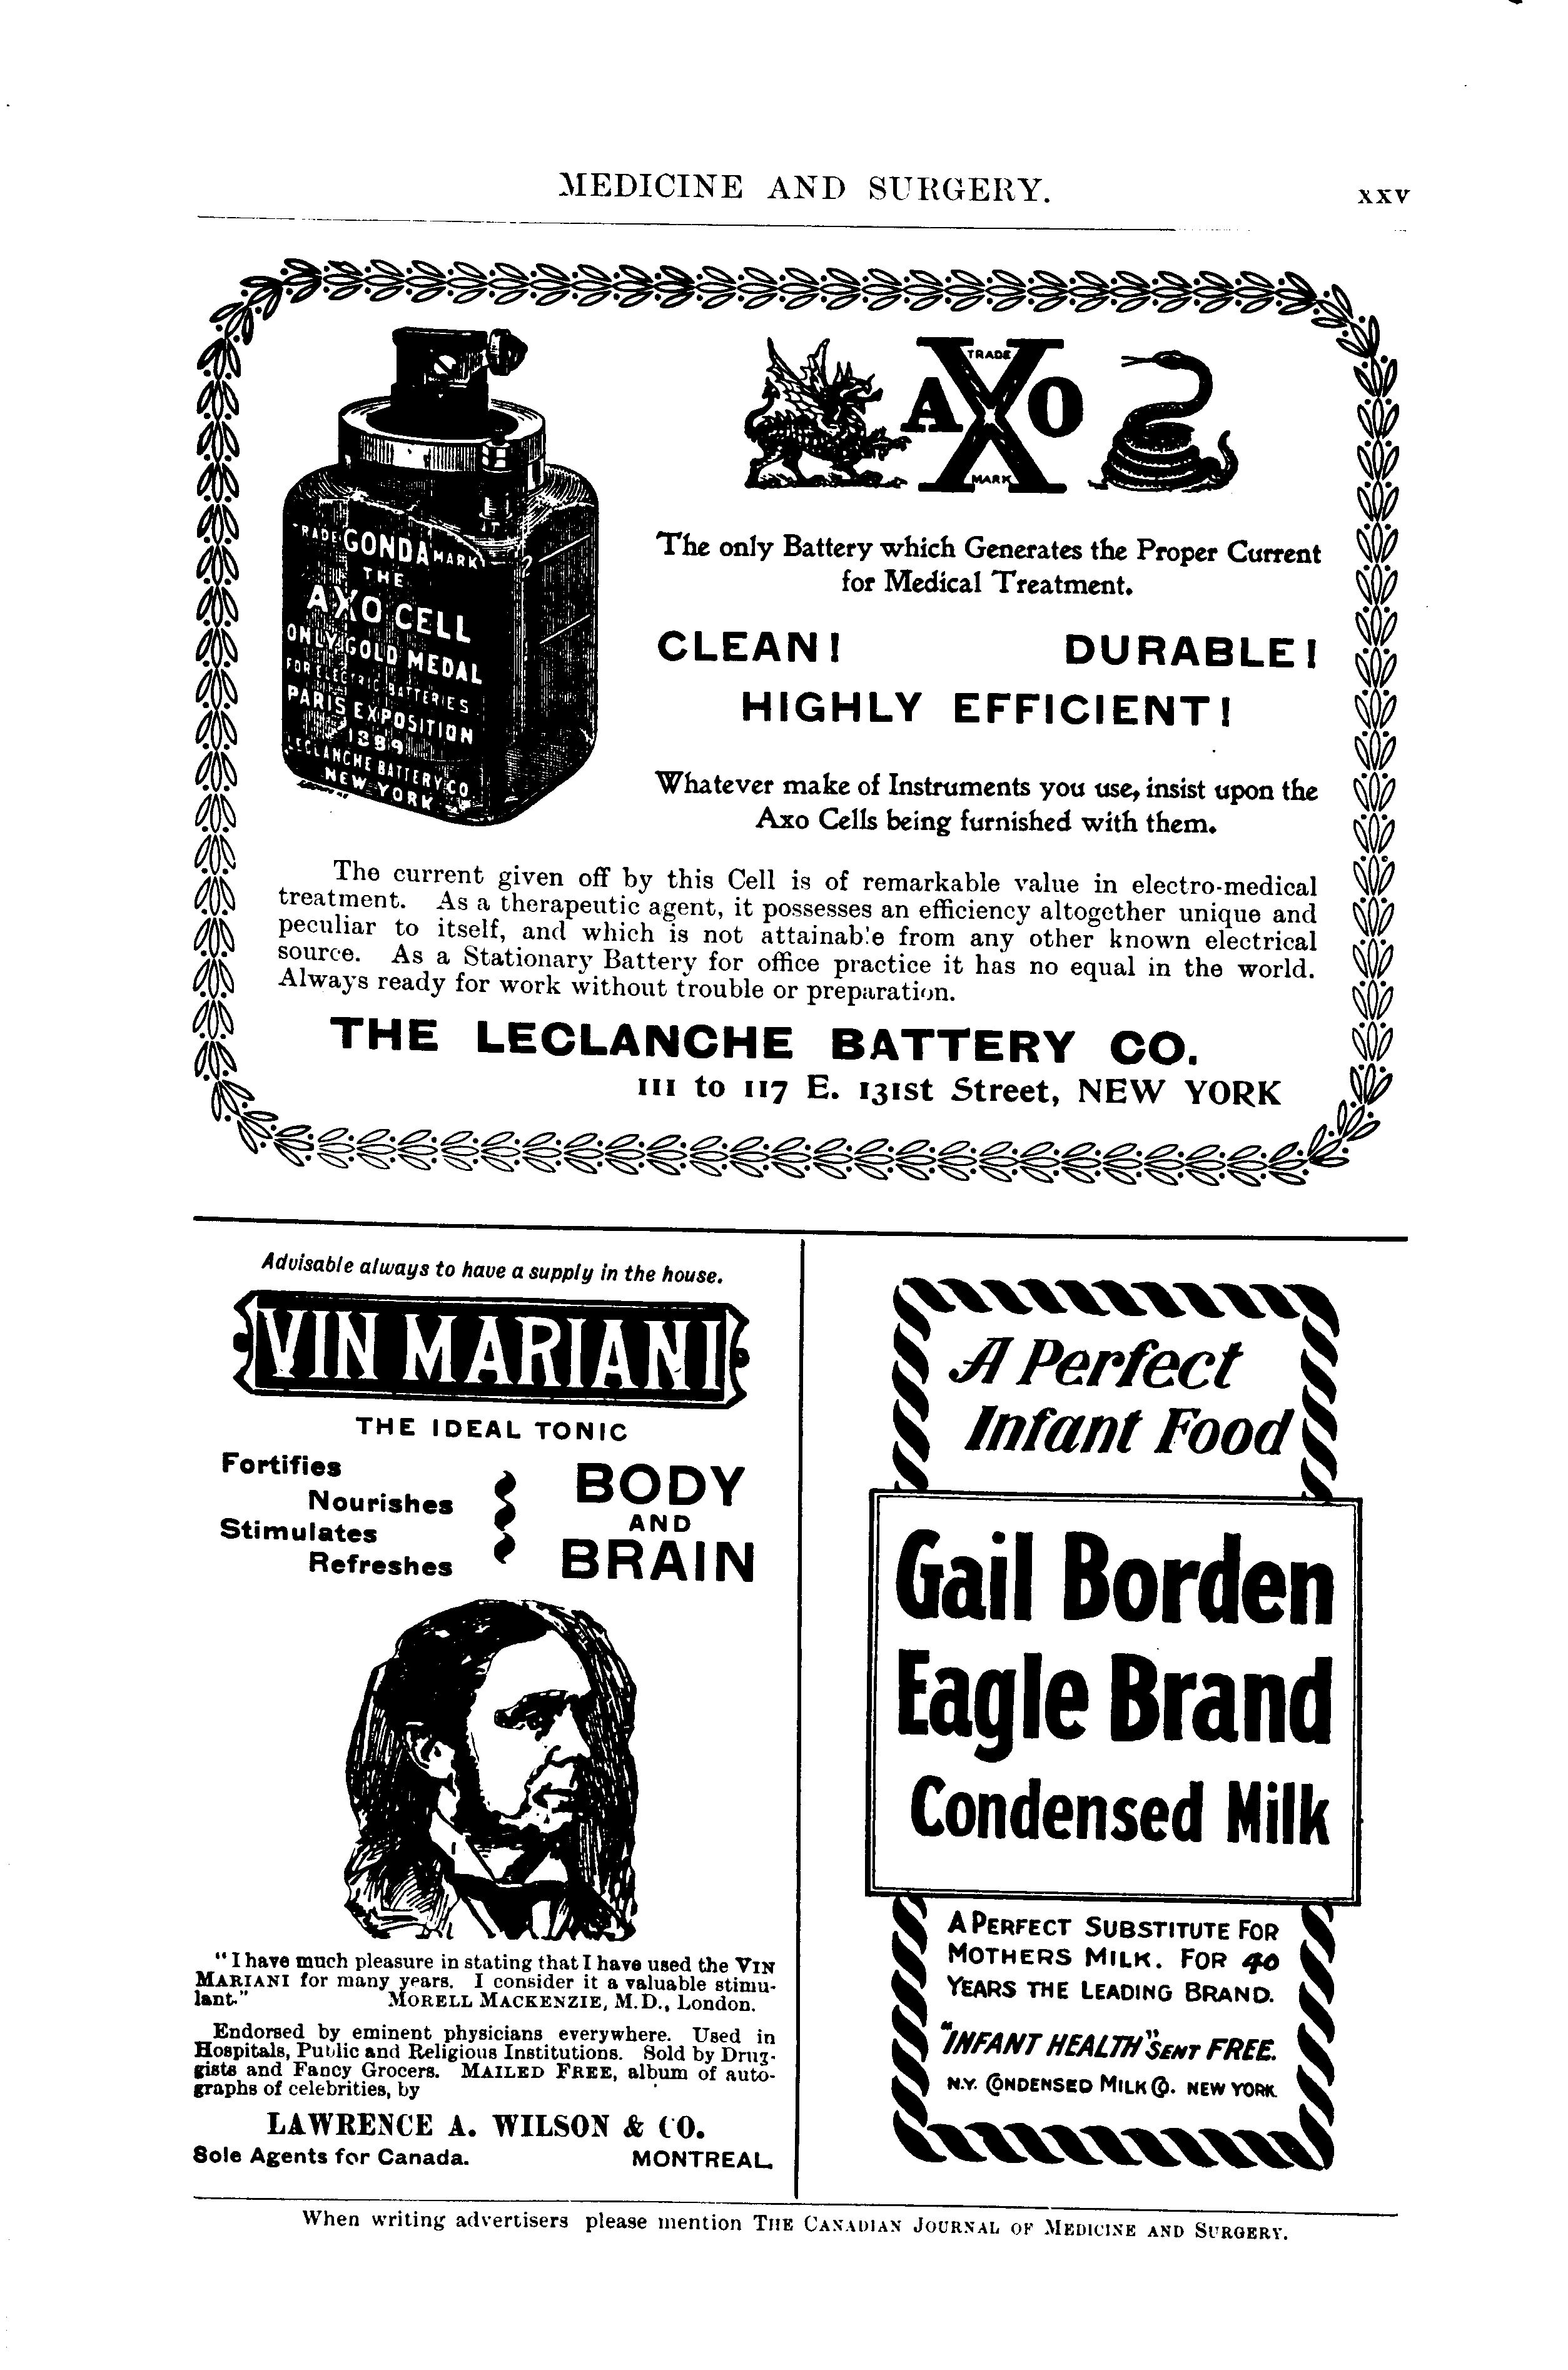 MEDICINE AND SURGERY. xxv
TRADE GONDA MARK
THE
AXO CELL
ONLY GOLD MEDAL
FOR ELECTRIC BATTERIES
PARIS EXPOSITION
1889
LECLANCHE BATTERY CO.
NEW YORK
TRADE
AXO
MARK
The only Battery which Generates the Proper Current
for Medical Treatment.
CLEAN! DURABLE!
HIGHLY EFFICIENT!
Whatever make of Instruments you use, insist upon the
Axo Cells being furnished with them.
The current given off by this Cell is of remarkable value in electro-medical
treatment. As a therapeutic agent, it possesses an efficiency altogether unique and
peculiar to itself, and which is not attainable from any other known electrical
source. As a Stationary Battery for office practice it has no equal in the world.
Always ready for work without trouble or preparation.
THE LECLANCHE BATTERY CO.
111 to 117 E. 131st Street, NEW YORK
Advisable always to have a supply in the house.
VIN MARIANI
THE IDEAL TONIC
Fortifies
Nourishes
Stimulates
Refreshes
BODY
AND
BRAIN
"I have much pleasure in stating that I have used the VIN
MARIANI for many years. I consider it a valuable stimu-
lant." MORELL MACKENZIE, M.D., London.
Endorsed by eminent physicians everywhere. Used in
Hospitals, Public and Religious Institutions. Sold by Drug-
gists and Fancy Grocers. MAILED FREE, album of auto-
graphs of celebrities, by
LAWRENCE A. WILSON & CO.
Sole Agents for Canada. MONTREAL
A Perfect
Infant Food
Gail Borden
Eagle Brand
Condensed Milk
A PERFECT SUBSTITUTE FOR
MOTHERS MILK. FOR 40
YEARS THE LEADING BRAND.
"INFANT HEALTH" SENT FREE.
N.Y. CONDENSED MILK CO. NEW YORK
When writing advertisers please mention THE CANADIAN JOURNAL OF MEDICINE AND SURGERY.